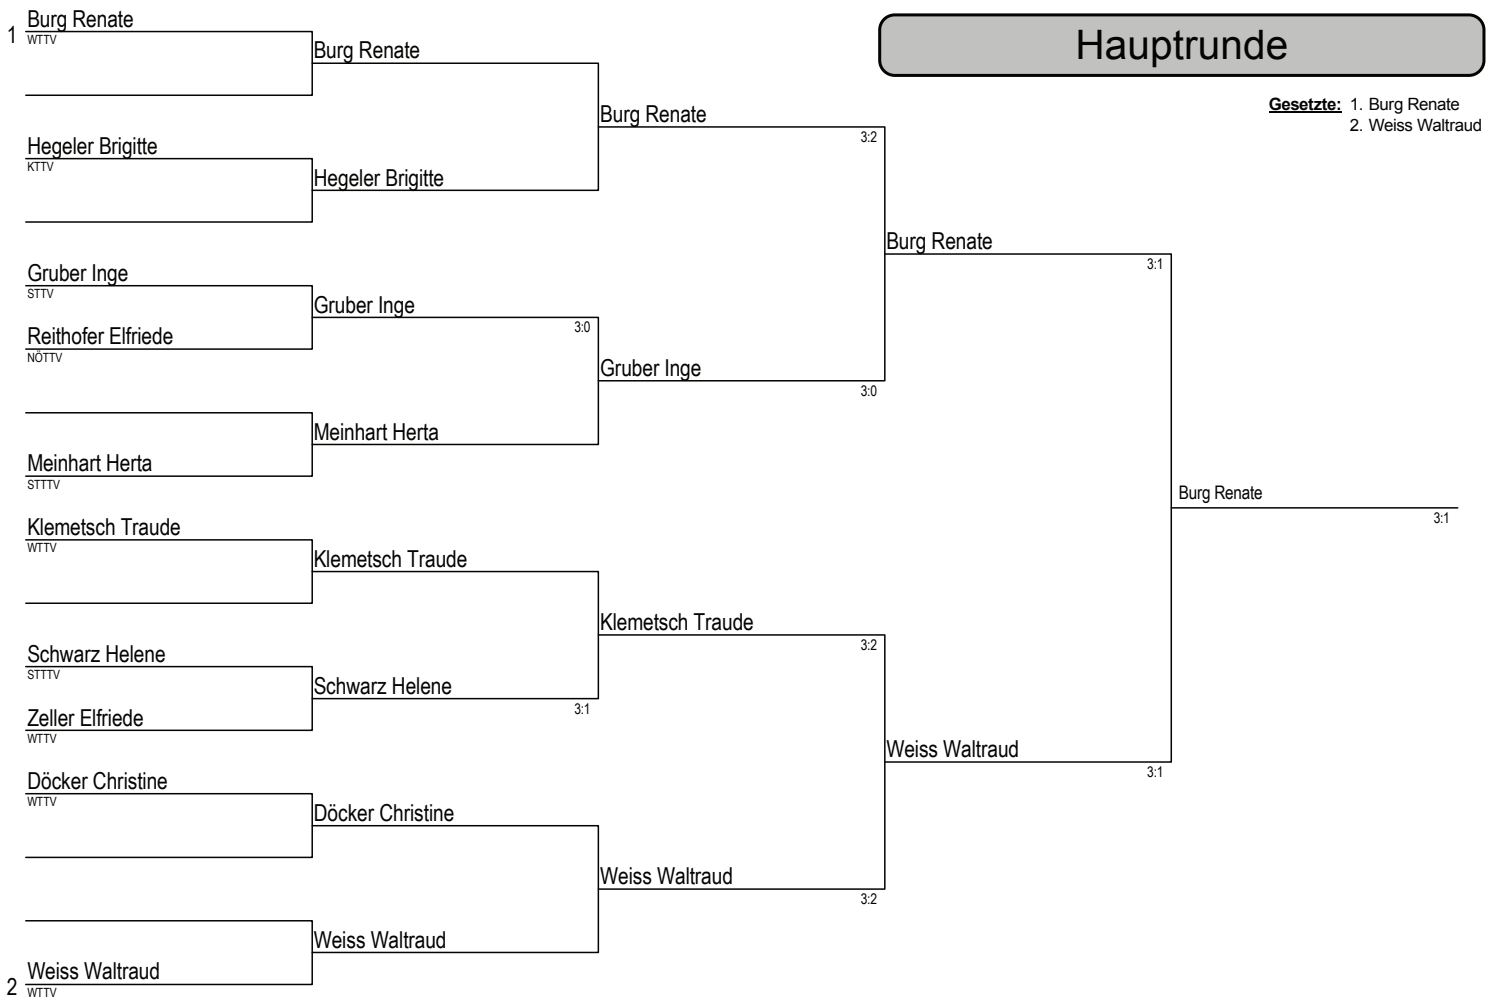 Hauptrunde
Gesetzte: 1. Burg Renate
2. Weiss Waltraud
1
Burg Renate
WTTV
Hegeler Brigitte
KTTV
Gruber Inge
STTV
Reithofer Elfriede
NÖTTV
Meinhart Herta
STTTV
Klemetsch Traude
WTTV
Schwarz Helene
STTTV
Zeller Elfriede
WTTV
Döcker Christine
WTTV
2
Weiss Waltraud
WTTV
Burg Renate
Hegeler Brigitte
Gruber Inge
3:0
Meinhart Herta
Klemetsch Traude
Schwarz Helene
3:1
Döcker Christine
Weiss Waltraud
Burg Renate
3:2
Gruber Inge
3:0
Klemetsch Traude
3:2
Weiss Waltraud
3:2
Burg Renate
3:1
Weiss Waltraud
3:1
Burg Renate
3:1